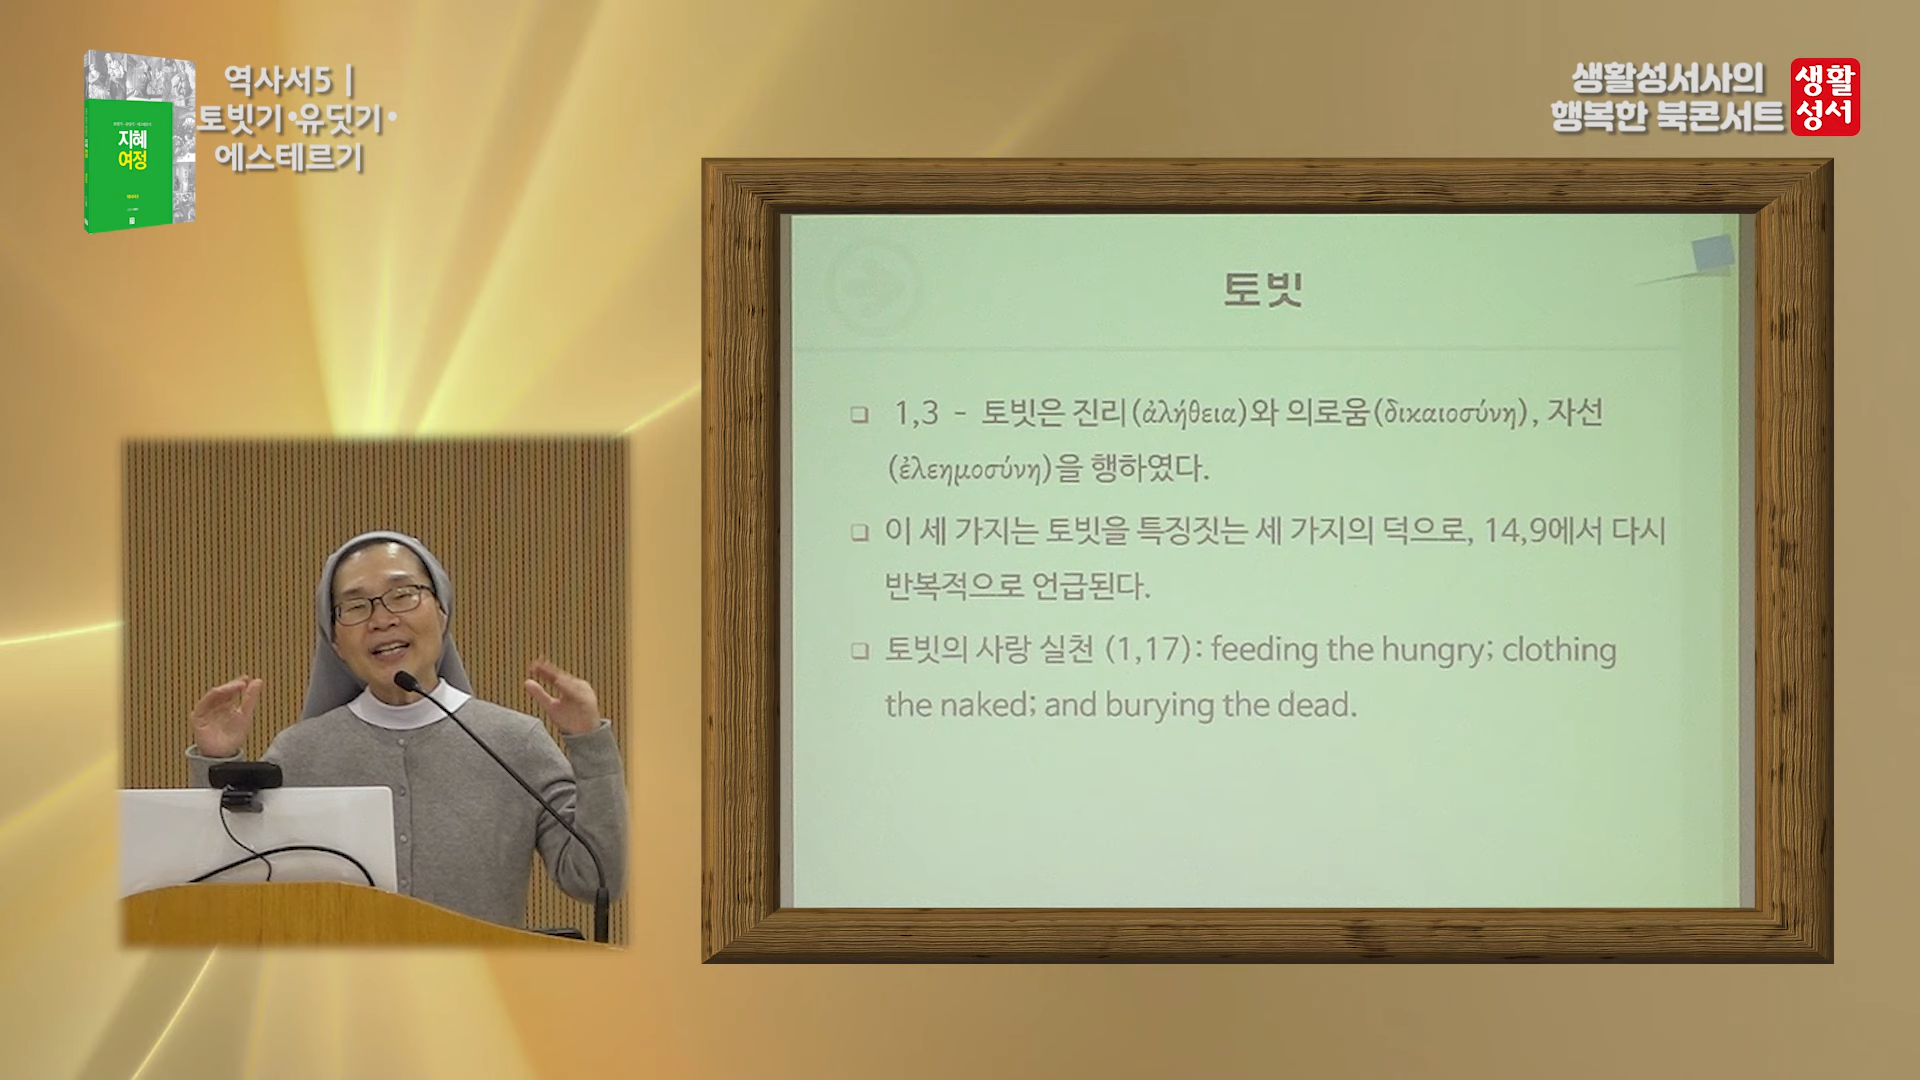 역사서5 |
토빗기·유딧기·
에스테르기
지혜
여정
생활성서사의
행복한 북콘서트
생활
성서
토빗
1,3 - 토빗은 진리(ἀλήθεια)와 의로움(δικαιοσύνη), 자선
(ἐλεημοσύνη)을 행하였다.
이 세 가지는 토빗을 특징짓는 세 가지의 덕으로, 14,9에서 다시
반복적으로 언급된다.
토빗의 사랑 실천 (1,17): feeding the hungry; clothing
the naked; and burying the dead.